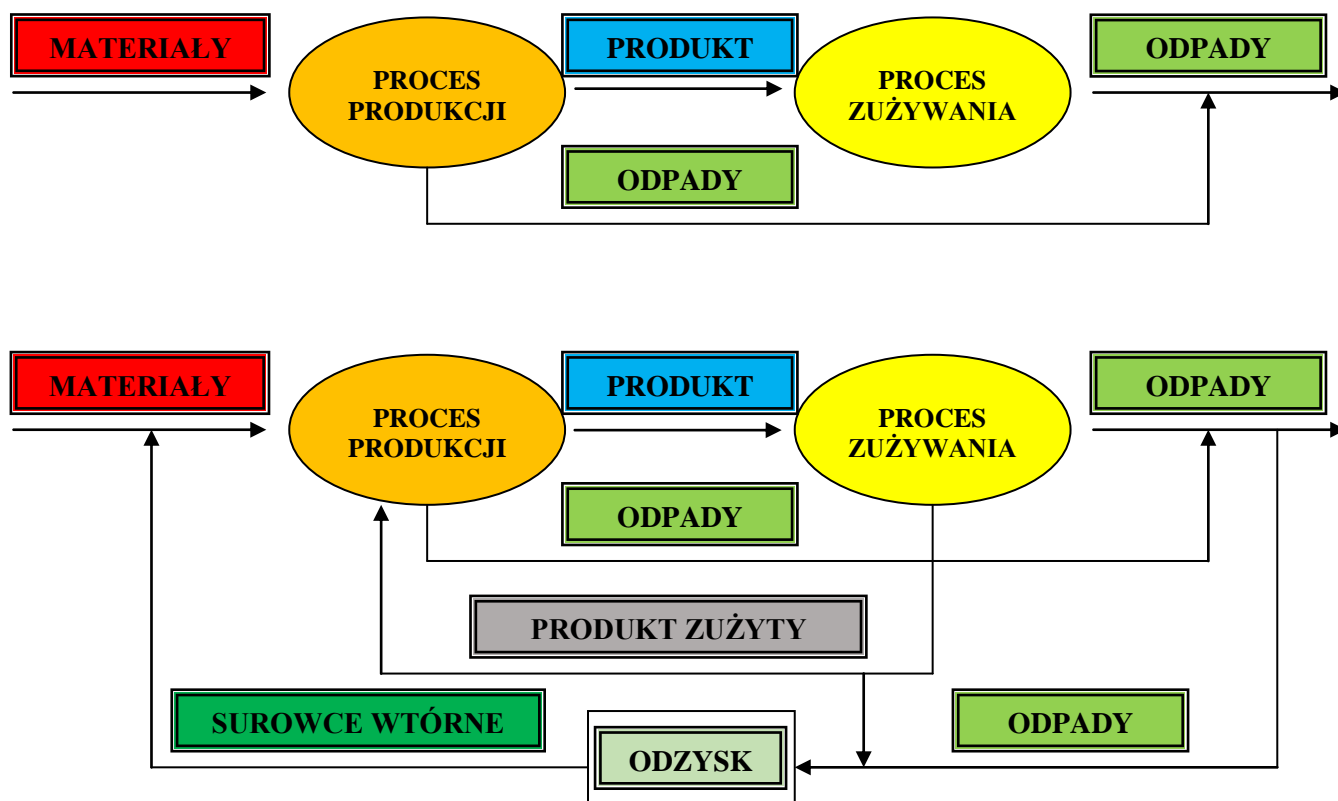 MATERIAŁY
PRODUKT
ODPADY
PROCES
PRODUKCJI
PROCES
ZUŻYWANIA
ODPADY
MATERIAŁY
PRODUKT
ODPADY
PROCES
PRODUKCJI
PROCES
ZUŻYWANIA
ODPADY
PRODUKT ZUŻYTY
SUROWCE WTÓRNE
ODPADY
ODZYSK